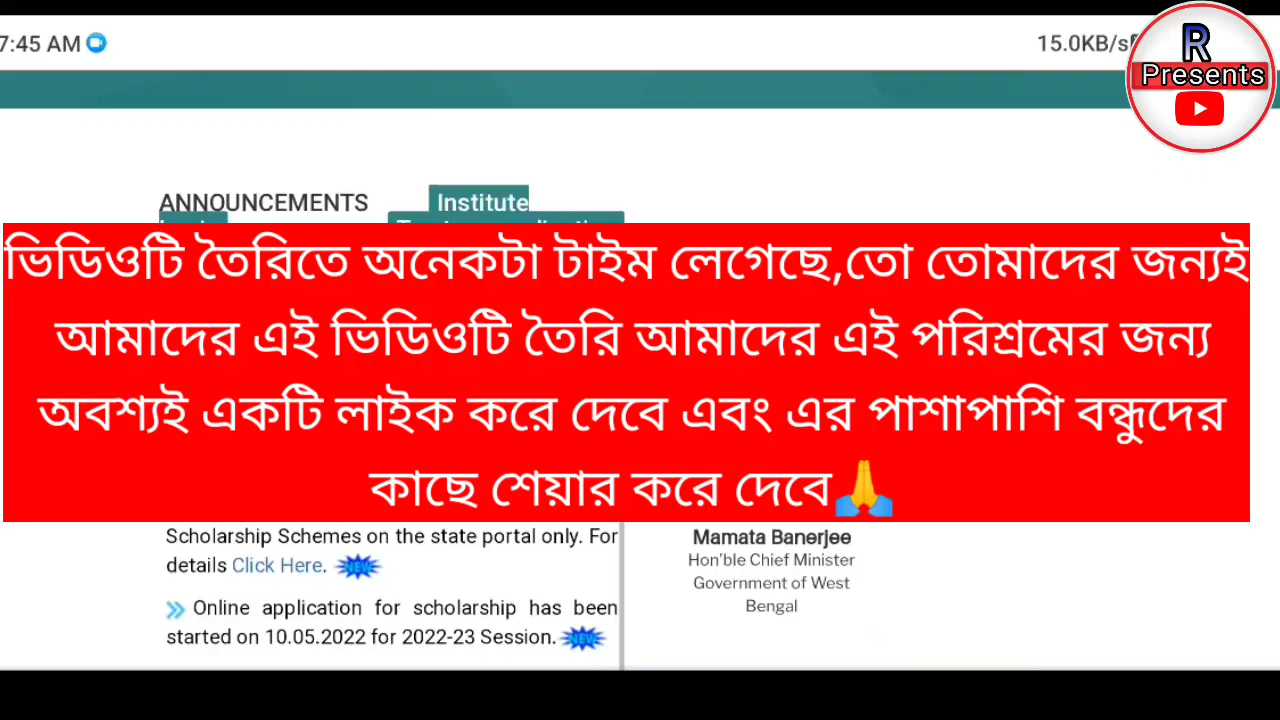 7:45 AM
15.0KB/s
R
Presents
ANNOUNCEMENTS
Institute
ভিডিওটি তৈরিতে অনেকটা টাইম লেগেছে,তো তোমাদের জন্যই
আমাদের এই ভিডিওটি তৈরি আমাদের এই পরিশ্রমের জন্য
অবশ্যই একটি লাইক করে দেবে এবং এর পাশাপাশি বন্ধুদের
কাছে শেয়ার করে দেবে🙏
Scholarship Schemes on the state portal only. For
details Click Here. NEW
Online application for scholarship has been
started on 10.05.2022 for 2022-23 Session. NEW
Mamata Banerjee
Hon'ble Chief Minister
Government of West
Bengal